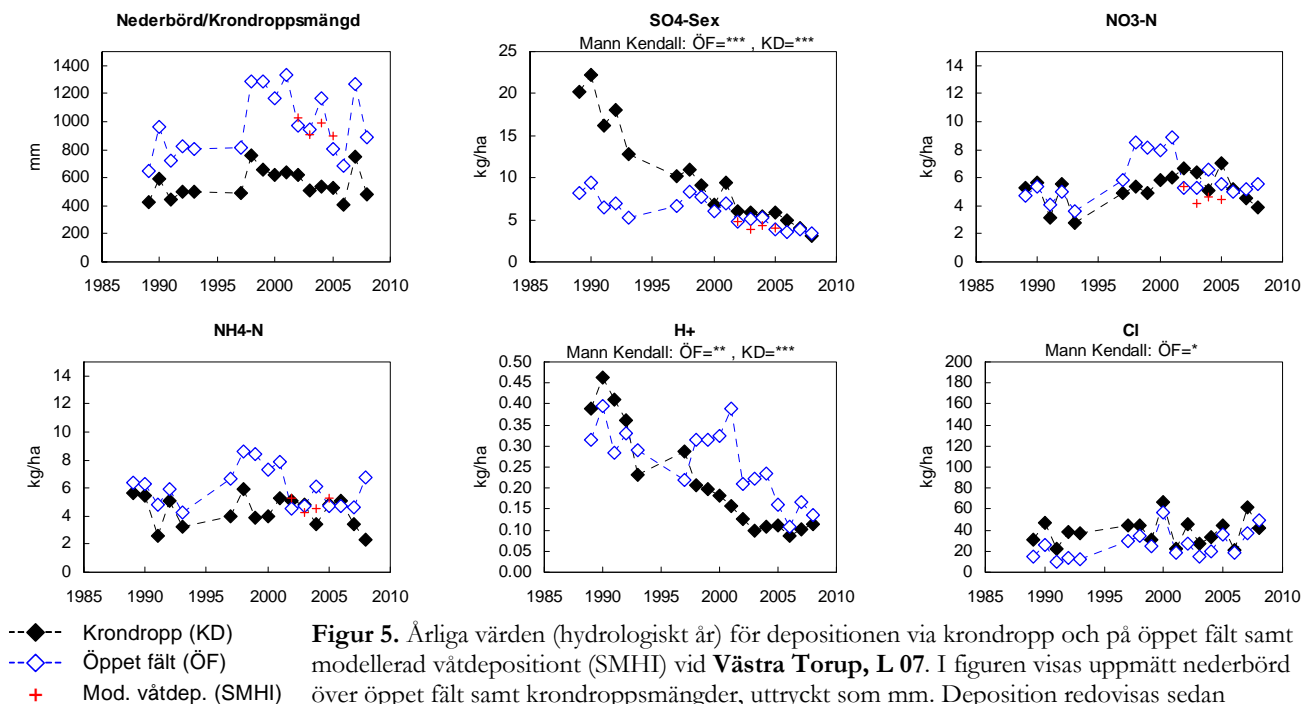 Nederbörd/Krondroppsmängd
mm
1400
1200
1000
800
600
400
200
0
1985 1990 1995 2000 2005 2010
SO4-Sex
Mann Kendall: ÖF=*** , KD=***
kg/ha
25
20
15
10
5
0
1985 1990 1995 2000 2005 2010
NO3-N
kg/ha
14
12
10
8
6
4
2
0
1985 1990 1995 2000 2005 2010
NH4-N
kg/ha
14
12
10
8
6
4
2
0
1985 1990 1995 2000 2005 2010
H+
Mann Kendall: ÖF=** , KD=***
kg/ha
0.50
0.45
0.40
0.35
0.30
0.25
0.20
0.15
0.10
0.05
0.00
1985 1990 1995 2000 2005 2010
Cl
Mann Kendall: ÖF=*
kg/ha
200
180
160
140
120
100
80
60
40
20
0
1985 1990 1995 2000 2005 2010
Krondropp (KD)
Öppet fält (ÖF)
Mod. våtdep. (SMHI)
Figur 5. Årliga värden (hydrologiskt år) för depositionen via krondropp och på öppet fält samt
modellerad våtdepositiont (SMHI) vid Västra Torup, L 07. I figuren visas uppmätt nederbörd
över öppet fält samt krondroppsmängder, uttryckt som mm. Deposition redovisas sedan